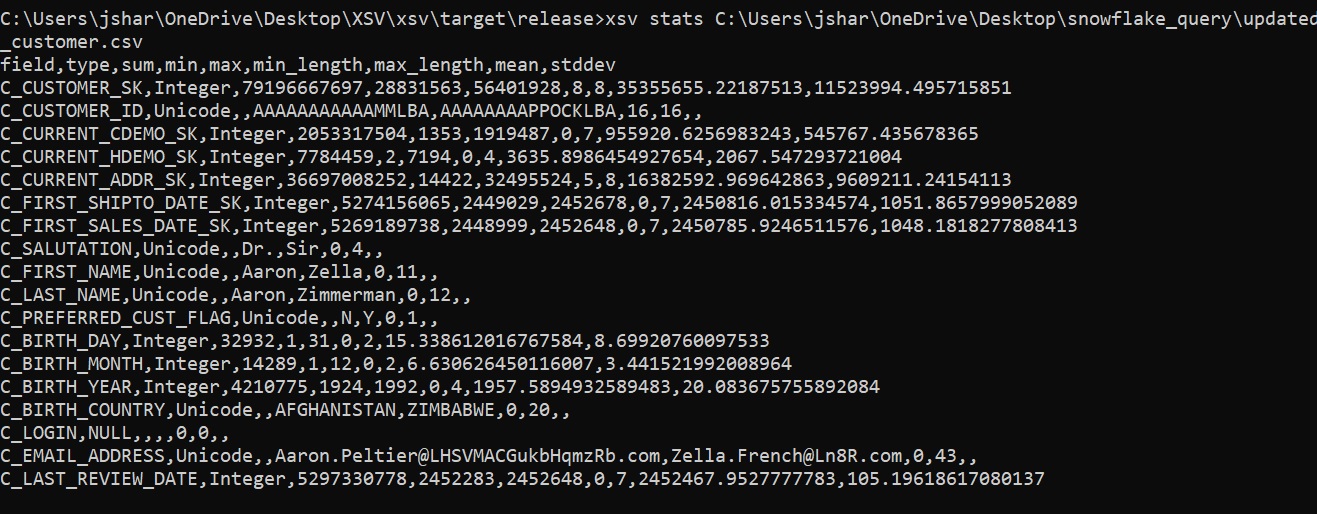 C:\Users\jshar\OneDrive\Desktop\XSV\xsv\target\release>xsv stats C:\Users\jshar\OneDrive\Desktop\snowflake_query\updated
_customer.csv
field,type,sum,min,max,min_length,max_length,mean,stddev
C_CUSTOMER_SK,Integer,79196667697,28831563,56401928,8,8,35355655.22187513,11523994.495715851
C_CUSTOMER_ID,Unicode,,AAAAAAAAAAAMMLBA,AAAAAAAAPPOCKLBA,16,16,,
C_CURRENT_CDEMO_SK,Integer,2053317504,1353,1919487,0,7,955920.6256983243,545767.435678365
C_CURRENT_HDEMO_SK,Integer,7784459,2,7194,0,4,3635.8986454927654,2067.547293721004
C_CURRENT_ADDR_SK,Integer,36697008252,14422,32495524,5,8,16382592.969642863,9609211.24154113
C_FIRST_SHIPTO_DATE_SK,Integer,5274156065,2449029,2452678,0,7,2450816.015334574,1051.8657999052089
C_FIRST_SALES_DATE_SK,Integer,5269189738,2448999,2452648,0,7,2450785.9246511576,1048.1818277808413
C_SALUTATION,Unicode,,Dr.,Sir,0,4,,
C_FIRST_NAME,Unicode,,Aaron,Zella,0,11,,
C_LAST_NAME,Unicode,,Aaron,Zimmerman,0,12,,
C_PREFERRED_CUST_FLAG,Unicode,,N,Y,0,1,,
C_BIRTH_DAY,Integer,32932,1,31,0,2,15.338612016767584,8.69920760097533
C_BIRTH_MONTH,Integer,14289,1,12,0,2,6.630626450116007,3.441521992008964
C_BIRTH_YEAR,Integer,4210775,1924,1992,0,4,1957.5894932589483,20.083675755892084
C_BIRTH_COUNTRY,Unicode,,AFGHANISTAN,ZIMBABWE,0,20,,
C_LOGIN,NULL,,,,0,0,,
C_EMAIL_ADDRESS,Unicode,,Aaron.Peltier@LHSVMACGukbHqmzRb.com,Zella.French@Ln8R.com,0,43,,
C_LAST_REVIEW_DATE,Integer,5297330778,2452283,2452648,0,7,2452467.9527777783,105.19618617080137